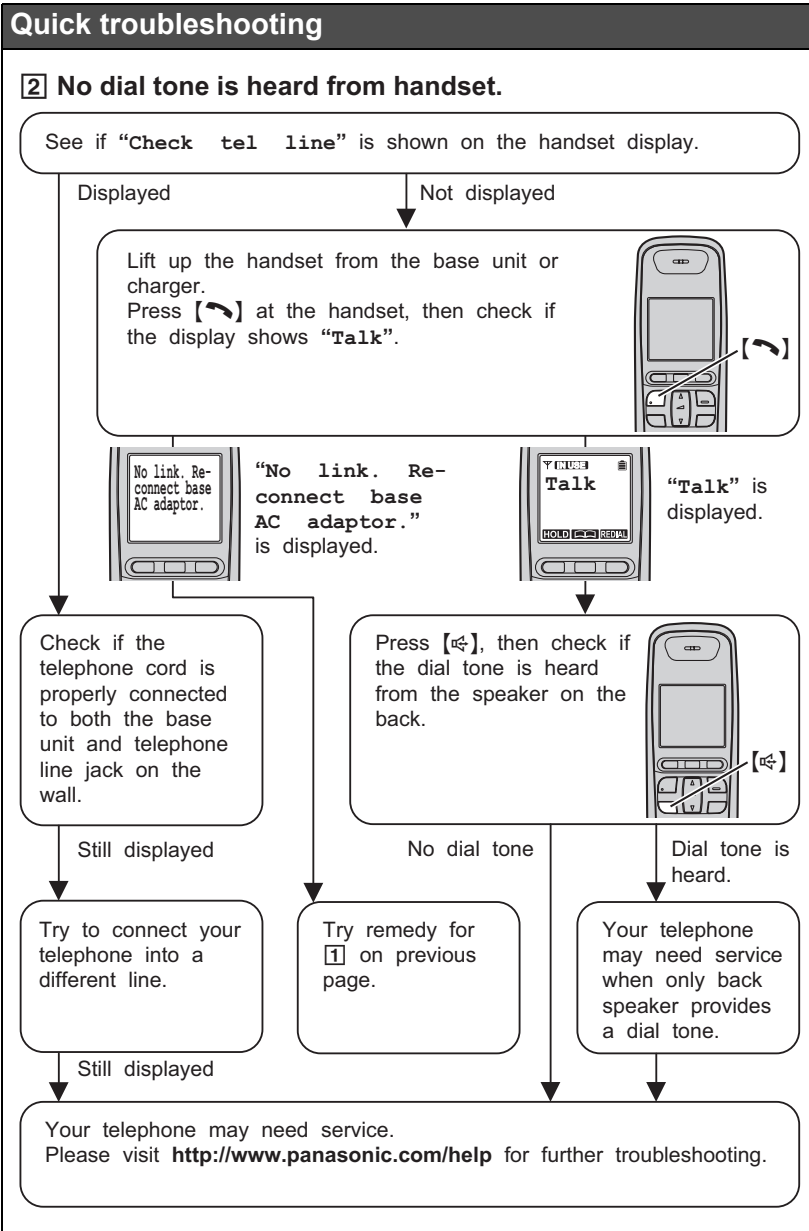 Quick troubleshooting
2 No dial tone is heard from handset.
See if “Check tel line” is shown on the handset display.
Displayed
Not displayed
Lift up the handset from the base unit or
charger.
Press【】at the handset, then check if
the display shows “Talk”.
【】
No link. Re-
connect base
AC adaptor.
“No link. Re-
connect base
AC adaptor.”
is displayed.
IN USE
Talk
HOLD REDIAL
“Talk” is
displayed.
Check if the
telephone cord is
properly connected
to both the base
unit and telephone
line jack on the
wall.
Press【】, then check if
the dial tone is heard
from the speaker on the
back.
【】
Still displayed
No dial tone
Dial tone is
heard.
Try to connect your
telephone into a
different line.
Try remedy for
1 on previous
page.
Your telephone
may need service
when only back
speaker provides
a dial tone.
Still displayed
Your telephone may need service.
Please visit http://www.panasonic.com/help for further troubleshooting.